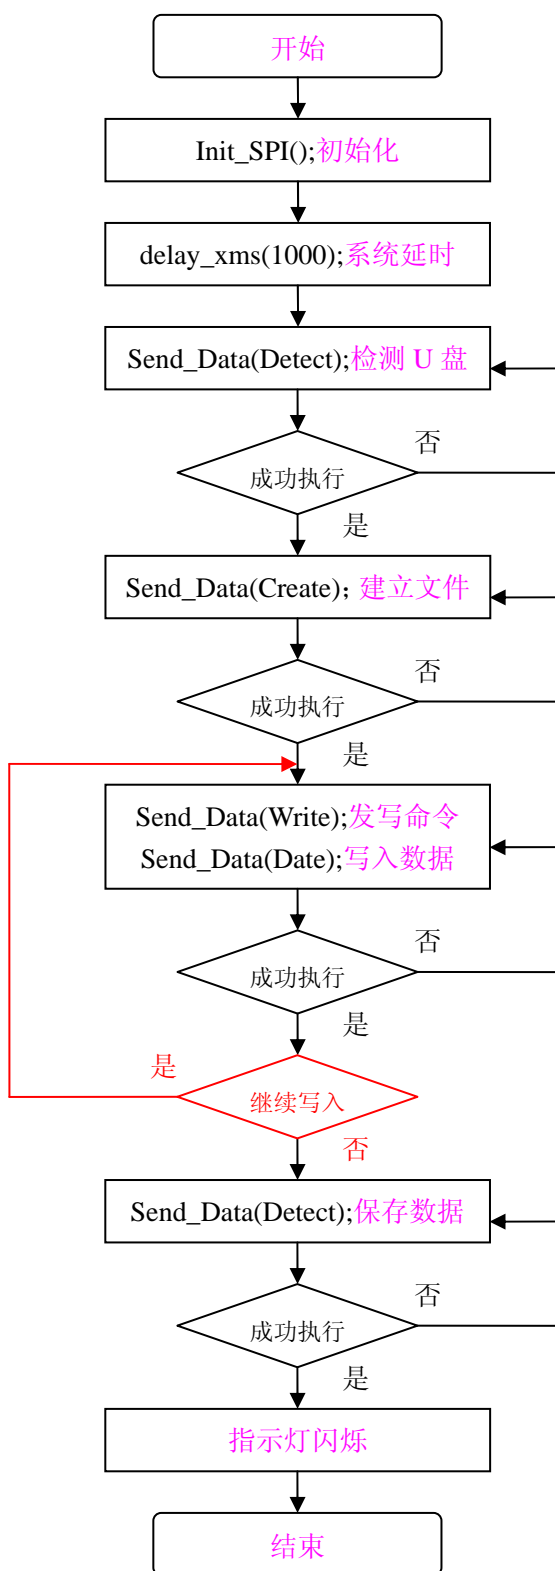 开始
Init_SPI();初始化
delay_xms(1000);系统延时
Send_Data(Detect);检测 U 盘
否
成功执行
是
Send_Data(Create)；建立文件
否
成功执行
是
Send_Data(Write);发写命令
Send_Data(Date);写入数据
否
成功执行
是
是
继续写入
否
Send_Data(Detect);保存数据
否
成功执行
是
指示灯闪烁
结束